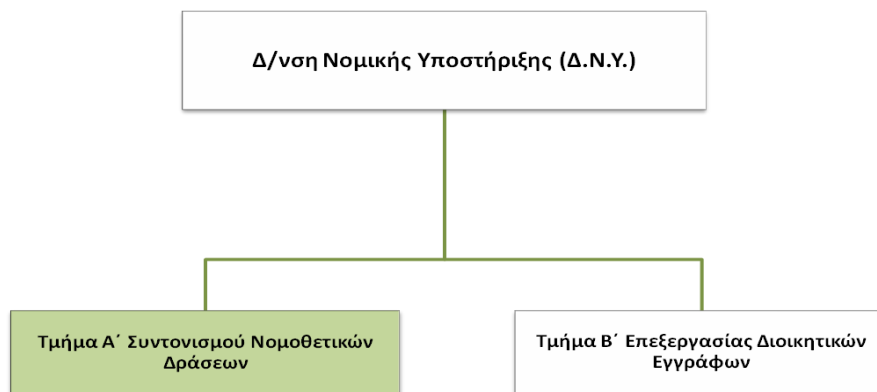 Δ/νση Νομικής Υποστήριξης (Δ.Ν.Υ.)
Τμήμα Α΄ Συντονισμού Νομοθετικών
Δράσεων
Τμήμα Β΄ Επεξεργασίας Διοικητικών
Εγγράφων